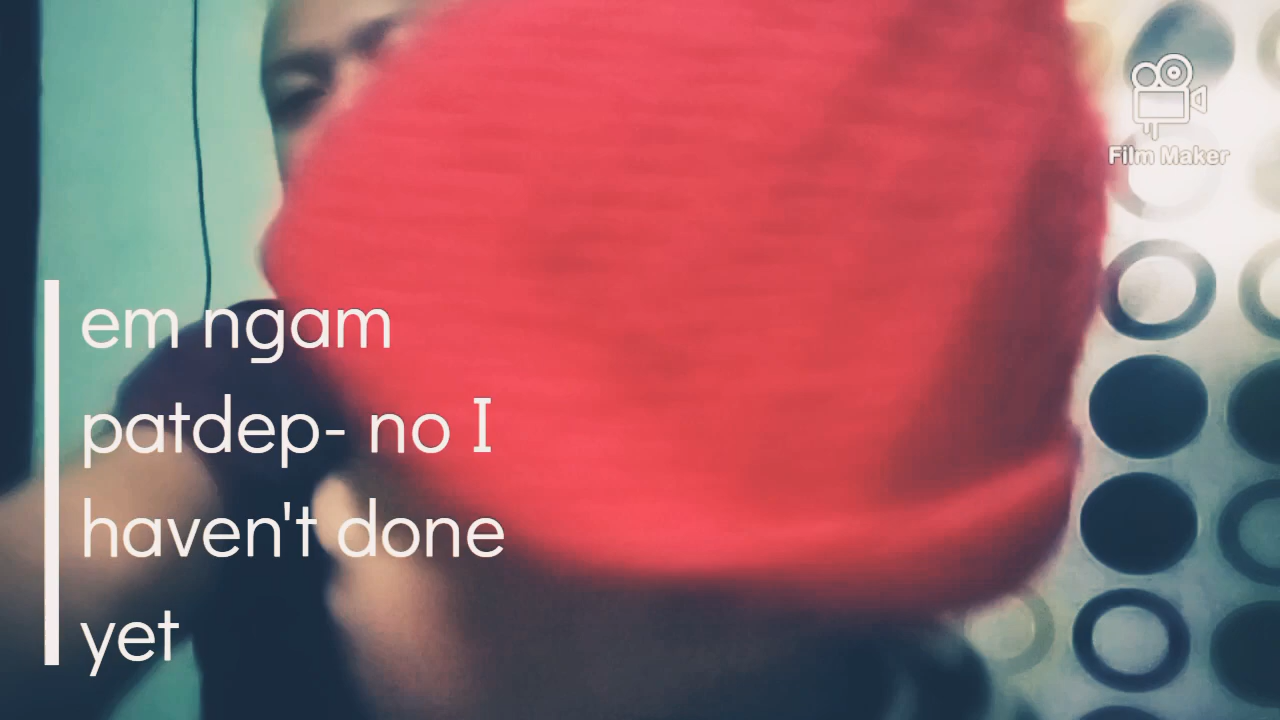 Film Maker
em ngam
patdep- no I
haven't done
yet